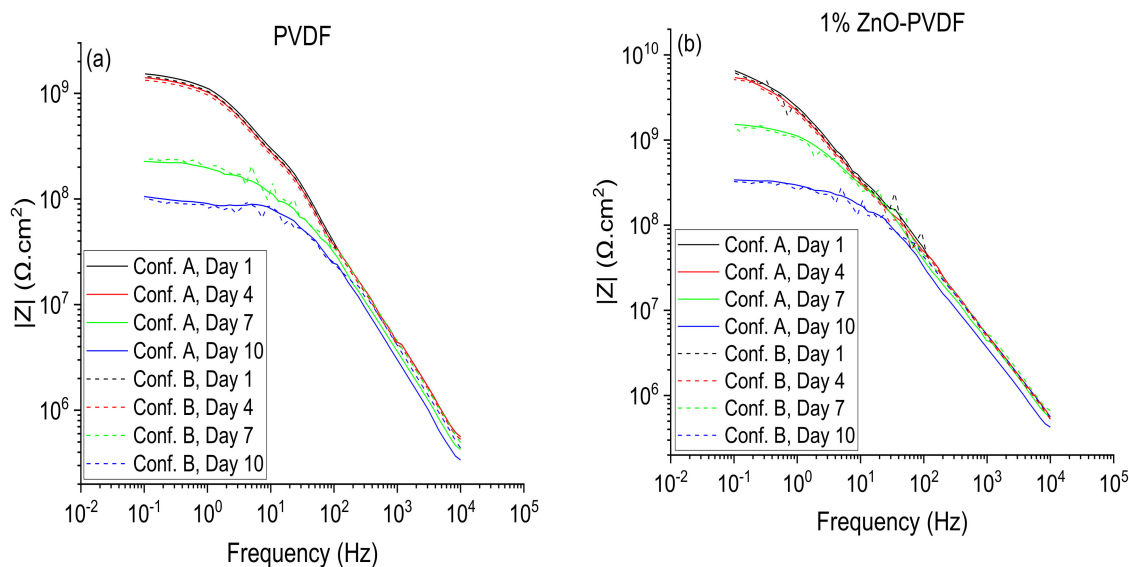 PVDF
(a)
10⁹
10⁸
10⁷
10⁶
|Z| (Ω.cm²)
Conf. A, Day 1
Conf. A, Day 4
Conf. A, Day 7
Conf. A, Day 10
Conf. B, Day 1
Conf. B, Day 4
Conf. B, Day 7
Conf. B, Day 10
10⁻² 10⁻¹ 10⁰ 10¹ 10² 10³ 10⁴ 10⁵
Frequency (Hz)
1% ZnO-PVDF
(b)
10¹⁰
10⁹
10⁸
10⁷
10⁶
|Z| (Ω.cm²)
Conf. A, Day 1
Conf. A, Day 4
Conf. A, Day 7
Conf. A, Day 10
Conf. B, Day 1
Conf. B, Day 4
Conf. B, Day 7
Conf. B, Day 10
10⁻² 10⁻¹ 10⁰ 10¹ 10² 10³ 10⁴ 10⁵
Frequency (Hz)